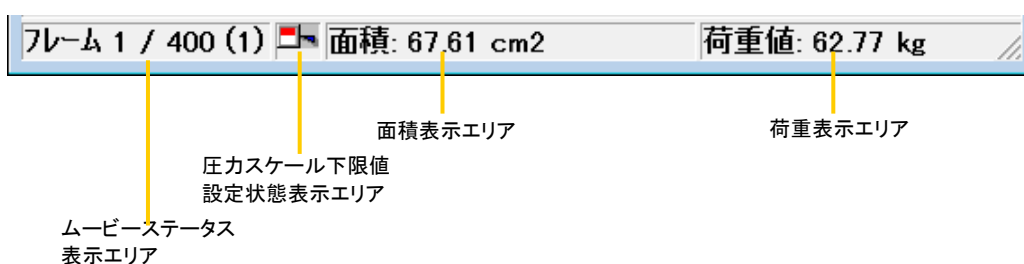 フレーム 1 / 400 (1) 面積: 67.61 cm2 荷重値: 62.77 kg
面積表示エリア 荷重表示エリア
圧力スケール下限値
設定状態表示エリア
ムービーステータス
表示エリア